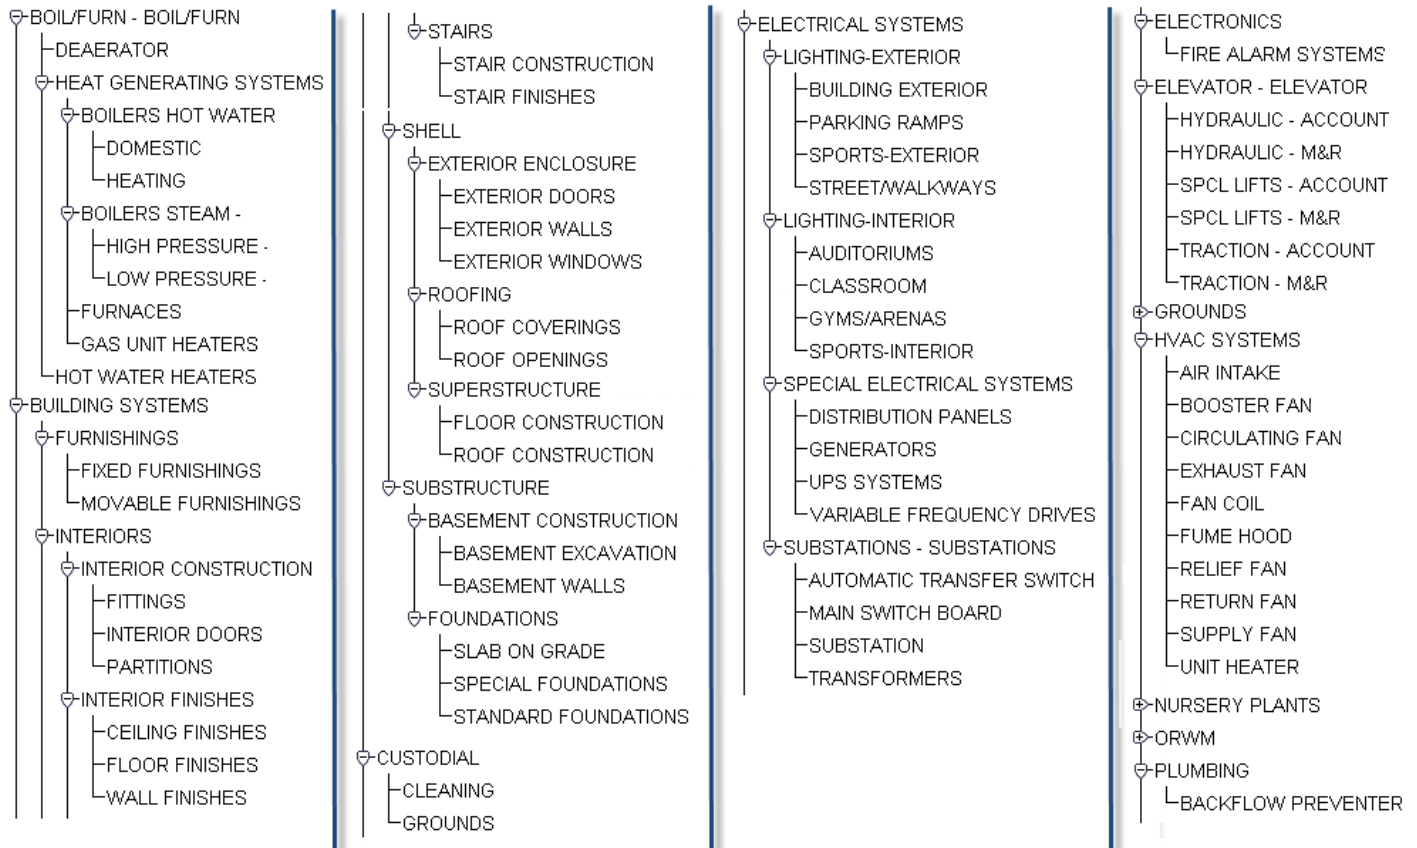 BOIL/FURN - BOIL/FURN
DEAERATOR
HEAT GENERATING SYSTEMS
BOILERS HOT WATER
DOMESTIC
HEATING
BOILERS STEAM -
HIGH PRESSURE -
LOW PRESSURE -
FURNACES
GAS UNIT HEATERS
HOT WATER HEATERS
BUILDING SYSTEMS
FURNISHINGS
FIXED FURNISHINGS
MOVABLE FURNISHINGS
INTERIORS
INTERIOR CONSTRUCTION
FITTINGS
INTERIOR DOORS
PARTITIONS
INTERIOR FINISHES
CEILING FINISHES
FLOOR FINISHES
WALL FINISHES
STAIRS
STAIR CONSTRUCTION
STAIR FINISHES
SHELL
EXTERIOR ENCLOSURE
EXTERIOR DOORS
EXTERIOR WALLS
EXTERIOR WINDOWS
ROOFING
ROOF COVERINGS
ROOF OPENINGS
SUPERSTRUCTURE
FLOOR CONSTRUCTION
ROOF CONSTRUCTION
SUBSTRUCTURE
BASEMENT CONSTRUCTION
BASEMENT EXCAVATION
BASEMENT WALLS
FOUNDATIONS
SLAB ON GRADE
SPECIAL FOUNDATIONS
STANDARD FOUNDATIONS
CUSTODIAL
CLEANING
GROUNDS
ELECTRICAL SYSTEMS
LIGHTING-EXTERIOR
BUILDING EXTERIOR
PARKING RAMPS
SPORTS-EXTERIOR
STREET/WALKWAYS
LIGHTING-INTERIOR
AUDITORIUMS
CLASSROOM
GYMS/ARENAS
SPORTS-INTERIOR
SPECIAL ELECTRICAL SYSTEMS
DISTRIBUTION PANELS
GENERATORS
UPS SYSTEMS
VARIABLE FREQUENCY DRIVES
SUBSTATIONS - SUBSTATIONS
AUTOMATIC TRANSFER SWITCH
MAIN SWITCH BOARD
SUBSTATION
TRANSFORMERS
ELECTRONICS
FIRE ALARM SYSTEMS
ELEVATOR - ELEVATOR
HYDRAULIC - ACCOUNT
HYDRAULIC - M&R
SPCL LIFTS - ACCOUNT
SPCL LIFTS - M&R
TRACTION - ACCOUNT
TRACTION - M&R
GROUNDS
HVAC SYSTEMS
AIR INTAKE
BOOSTER FAN
CIRCULATING FAN
EXHAUST FAN
FAN COIL
FUME HOOD
RELIEF FAN
RETURN FAN
SUPPLY FAN
UNIT HEATER
NURSERY PLANTS
ORWM
PLUMBING
BACKFLOW PREVENTER